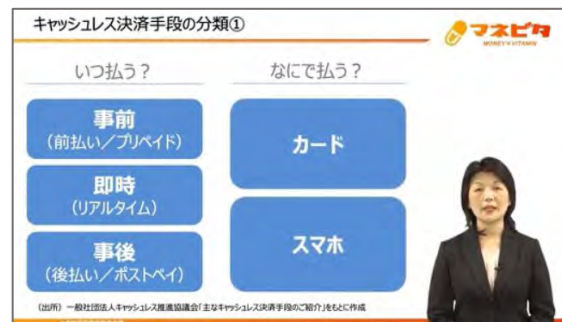 キャッシュレス決済手段の分類①
マネビタ
MONEY♥VITAMIN
いつ払う？
なにで払う？
事前
（前払い／プリペイド）
即時
（リアルタイム）
事後
（後払い／ポストペイ）
カード
スマホ
（出所）一般社団法人キャッシュレス推進協議会「主なキャッシュレス決済手段のご紹介」をもとに作成